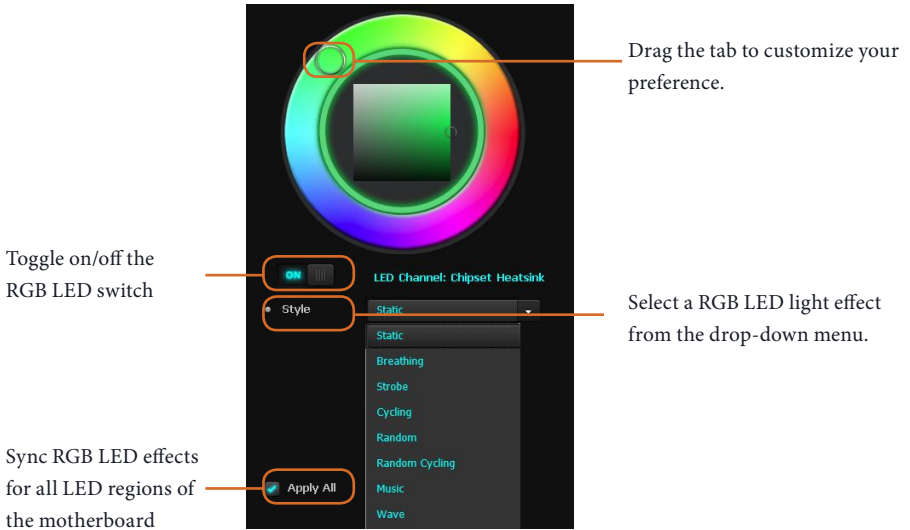 Drag the tab to customize your
preference.
Toggle on/off the
RGB LED switch
ON
LED Channel: Chipset Heatsink
Style
Static
Select a RGB LED light effect
from the drop-down menu.
Static
Breathing
Strobe
Cycling
Random
Random Cycling
Music
Wave
Sync RGB LED effects
for all LED regions of
the motherboard
Apply All